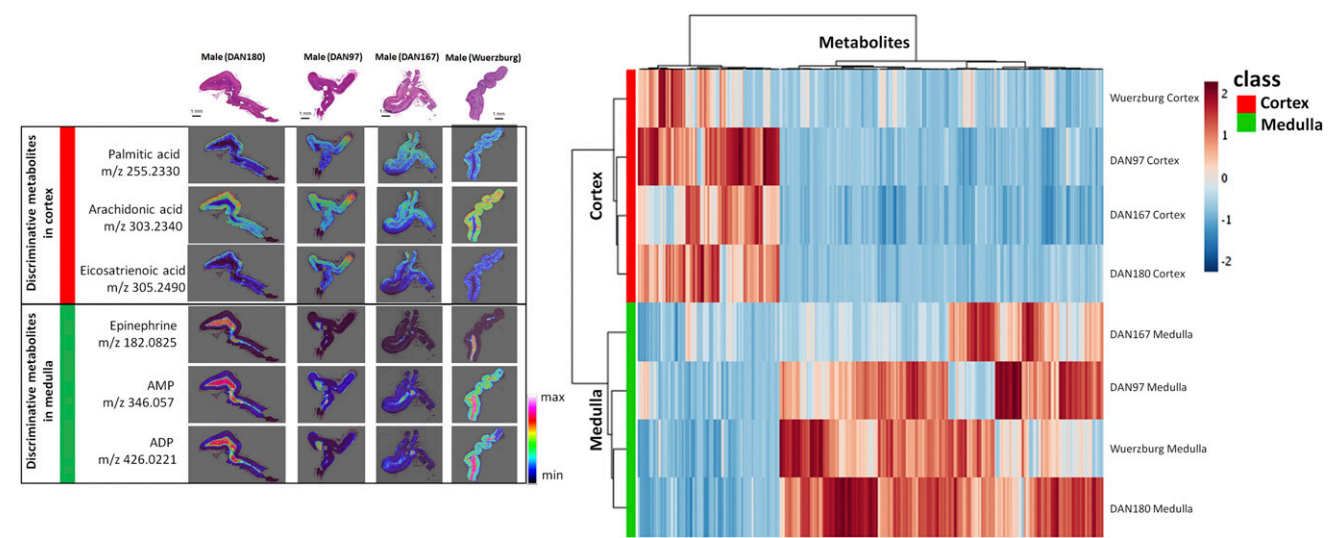 Male (DAN180)
Male (DAN97)
Male (DAN167)
Male (Wuerzburg)
1 mm
1 mm
1 mm
1 mm
Discriminative metabolites
in cortex
Palmitic acid
m/z 255.2330
Arachidonic acid
m/z 303.2340
Eicosatrienoic acid
m/z 305.2490
Discriminative metabolites
in medulla
Epinephrine
m/z 182.0825
AMP
m/z 346.057
ADP
m/z 426.0221
max
min
Metabolites
Cortex
Medulla
Wuerzburg Cortex
DAN97 Cortex
DAN167 Cortex
DAN180 Cortex
DAN167 Medulla
DAN97 Medulla
Wuerzburg Medulla
DAN180 Medulla
2
1
0
-1
-2
class
Cortex
Medulla